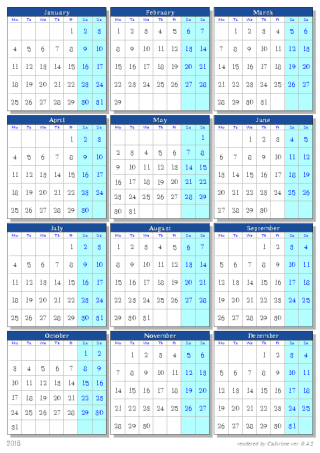 January
Mo Tu We Th Fr Sa Su
1 2 3
4 5 6 7 8 9 10
11 12 13 14 15 16 17
18 19 20 21 22 23 24
25 26 27 28 29 30 31
February
Mo Tu We Th Fr Sa Su
1 2 3 4 5 6 7
8 9 10 11 12 13 14
15 16 17 18 19 20 21
22 23 24 25 26 27 28
29
March
Mo Tu We Th Fr Sa Su
1 2 3 4 5 6
7 8 9 10 11 12 13
14 15 16 17 18 19 20
21 22 23 24 25 26 27
28 29 30 31
April
Mo Tu We Th Fr Sa Su
1 2 3
4 5 6 7 8 9 10
11 12 13 14 15 16 17
18 19 20 21 22 23 24
25 26 27 28 29 30
May
Mo Tu We Th Fr Sa Su
1
2 3 4 5 6 7 8
9 10 11 12 13 14 15
16 17 18 19 20 21 22
23 24 25 26 27 28 29
30 31
June
Mo Tu We Th Fr Sa Su
1 2 3 4 5
6 7 8 9 10 11 12
13 14 15 16 17 18 19
20 21 22 23 24 25 26
27 28 29 30
July
Mo Tu We Th Fr Sa Su
1 2 3
4 5 6 7 8 9 10
11 12 13 14 15 16 17
18 19 20 21 22 23 24
25 26 27 28 29 30 31
August
Mo Tu We Th Fr Sa Su
1 2 3 4 5 6 7
8 9 10 11 12 13 14
15 16 17 18 19 20 21
22 23 24 25 26 27 28
29 30 31
September
Mo Tu We Th Fr Sa Su
1 2 3 4
5 6 7 8 9 10 11
12 13 14 15 16 17 18
19 20 21 22 23 24 25
26 27 28 29 30
October
Mo Tu We Th Fr Sa Su
1 2
3 4 5 6 7 8 9
10 11 12 13 14 15 16
17 18 19 20 21 22 23
24 25 26 27 28 29 30
31
November
Mo Tu We Th Fr Sa Su
1 2 3 4 5 6
7 8 9 10 11 12 13
14 15 16 17 18 19 20
21 22 23 24 25 26 27
28 29 30
December
Mo Tu We Th Fr Sa Su
1 2 3 4
5 6 7 8 9 10 11
12 13 14 15 16 17 18
19 20 21 22 23 24 25
26 27 28 29 30 31
2016
rendered by ver.